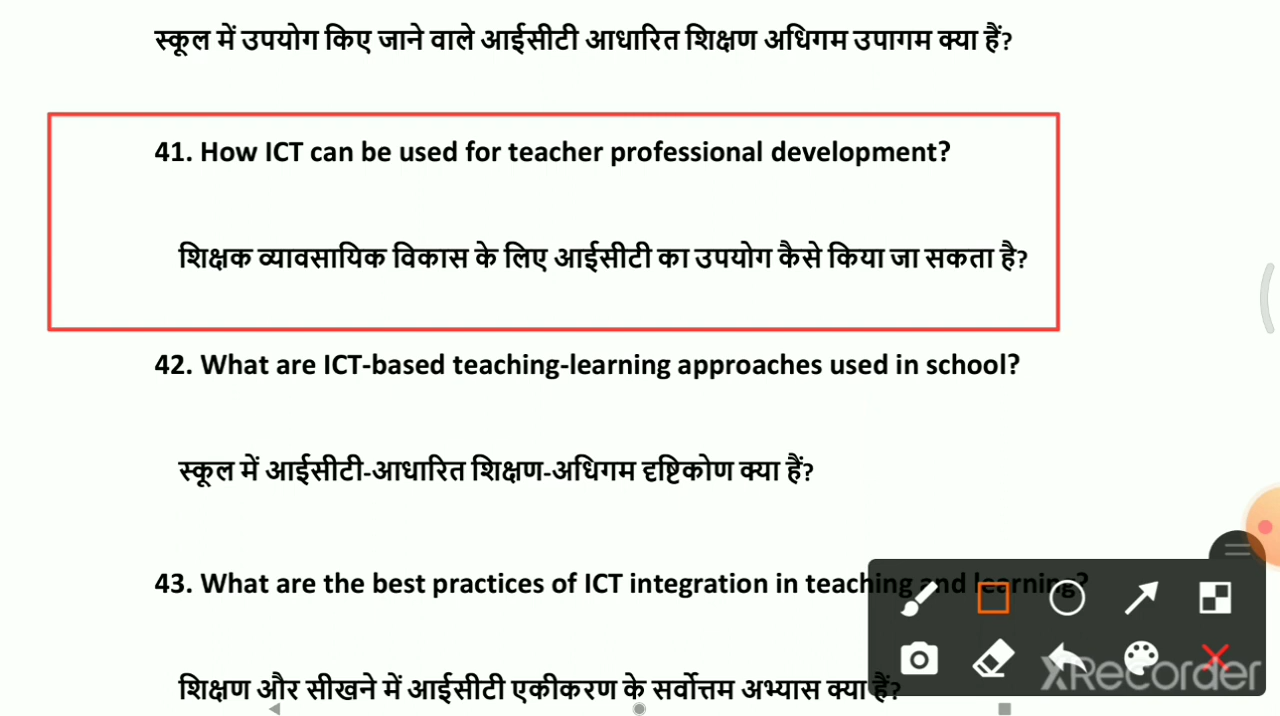 स्कूल में उपयोग किए जाने वाले आईसीटी आधारित शिक्षण अधिगम उपागम क्या हैं?
41. How ICT can be used for teacher professional development?
शिक्षक व्यावसायिक विकास के लिए आईसीटी का उपयोग कैसे किया जा सकता है?
42. What are ICT-based teaching-learning approaches used in school?
स्कूल में आईसीटी-आधारित शिक्षण-अधिगम दृष्टिकोण क्या हैं?
43. What are the best practices of ICT integration in teaching and learning?
शिक्षण और सीखने में आईसीटी एकीकरण के सर्वोत्तम अभ्यास क्या हैं?
XRecorder